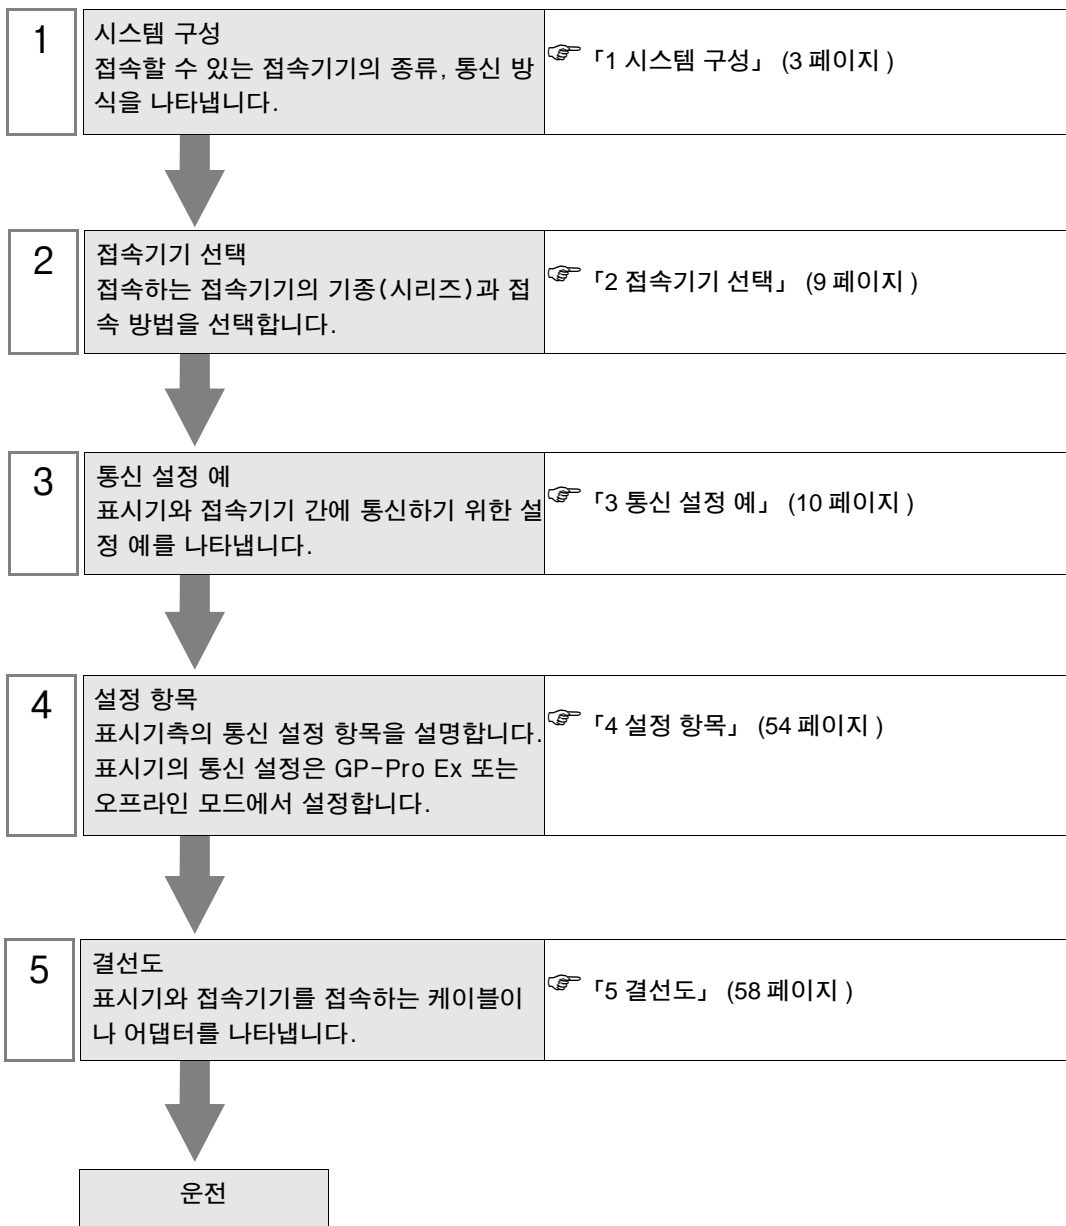 1
시스템 구성
접속할 수 있는 접속기기의 종류, 통신 방
식을 나타냅니다.
☞ 「1 시스템 구성」 (3 페이지 )
2
접속기기 선택
접속하는 접속기기의 기종(시리즈)과 접
속 방법을 선택합니다.
☞ 「2 접속기기 선택」 (9 페이지 )
3
통신 설정 예
표시기와 접속기기 간에 통신하기 위한 설
정 예를 나타냅니다.
☞ 「3 통신 설정 예」 (10 페이지 )
4
설정 항목
표시기측의 통신 설정 항목을 설명합니다.
표시기의 통신 설정은 GP-Pro Ex 또는
오프라인 모드에서 설정합니다.
☞ 「4 설정 항목」 (54 페이지 )
5
결선도
표시기와 접속기기를 접속하는 케이블이
나 어댑터를 나타냅니다.
☞ 「5 결선도」 (58 페이지 )
운전